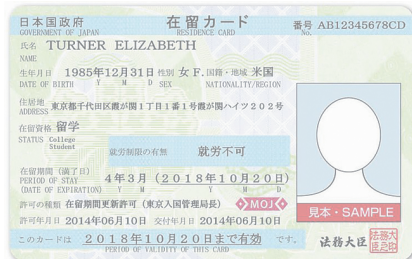 日本国政府 在留カード 番号 AB12345678CD
GOVERNMENT OF JAPAN RESIDENCE CARD No.
氏名 TURNER ELIZABETH
NAME
生年月日 1985年12月31日 性別 女 F. 国籍・地域 米国
DATE OF BIRTH Y M D SEX NATIONALITY/REGION
住居地 東京都千代田区霞が関1丁目1番1号霞が関ハイツ202号
ADDRESS
在留資格 留学
STATUS College Student
就労制限の有無 就労不可
在留期間（満了日） 4年3月（2018年10月20日）
PERIOD OF STAY (DATE OF EXPIRATION) Y M Y M D
許可の種類 在留期間更新許可（東京入国管理局長） MOJ
許可年月日 2014年06月10日 交付年月日 2014年06月10日
このカードは 2018年10月20日まで有効 です。
PERIOD OF VALIDITY OF THIS CARD
見本・SAMPLE
法務大臣